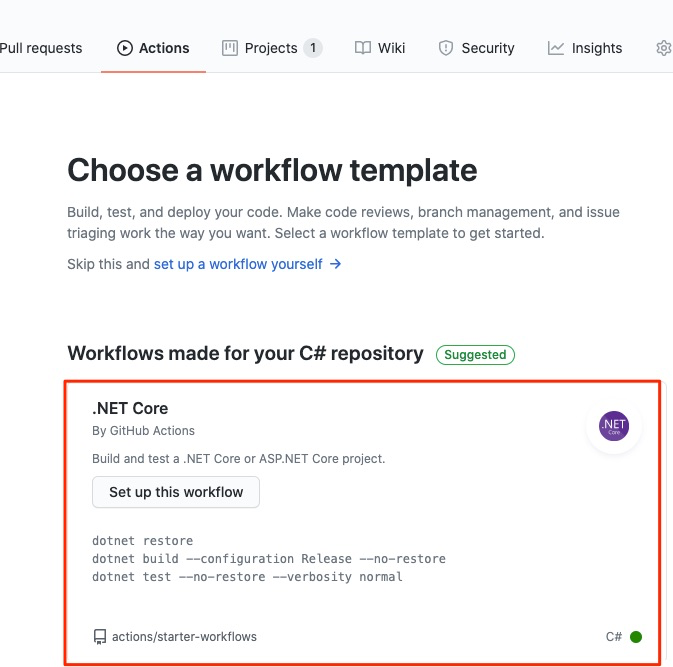 Pull requests Actions Projects 1 Wiki Security Insights
Choose a workflow template
Build, test, and deploy your code. Make code reviews, branch management, and issue
triaging work the way you want. Select a workflow template to get started.
Skip this and set up a workflow yourself →
Workflows made for your C# repository Suggested
.NET Core
By GitHub Actions
.NET
Core
Build and test a .NET Core or ASP.NET Core project.
Set up this workflow
dotnet restore
dotnet build --configuration Release --no-restore
dotnet test --no-restore --verbosity normal
actions/starter-workflows C#